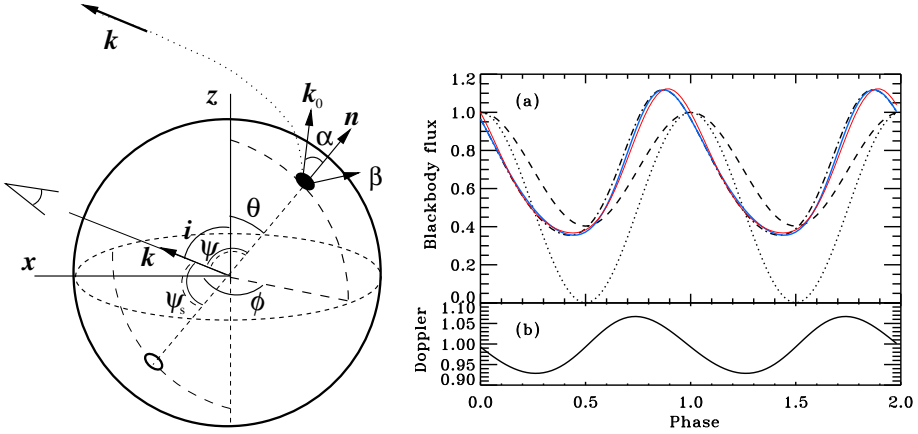 k
z
k₀
n
α
β
θ
i
ψ
x
k
ψₛ
φ
(a)
Blackbody flux
1.2
1.0
0.8
0.6
0.4
0.2
0.0
(b)
Doppler
1.10
1.05
1.00
0.95
0.90
0.0 0.5 1.0 1.5 2.0
Phase